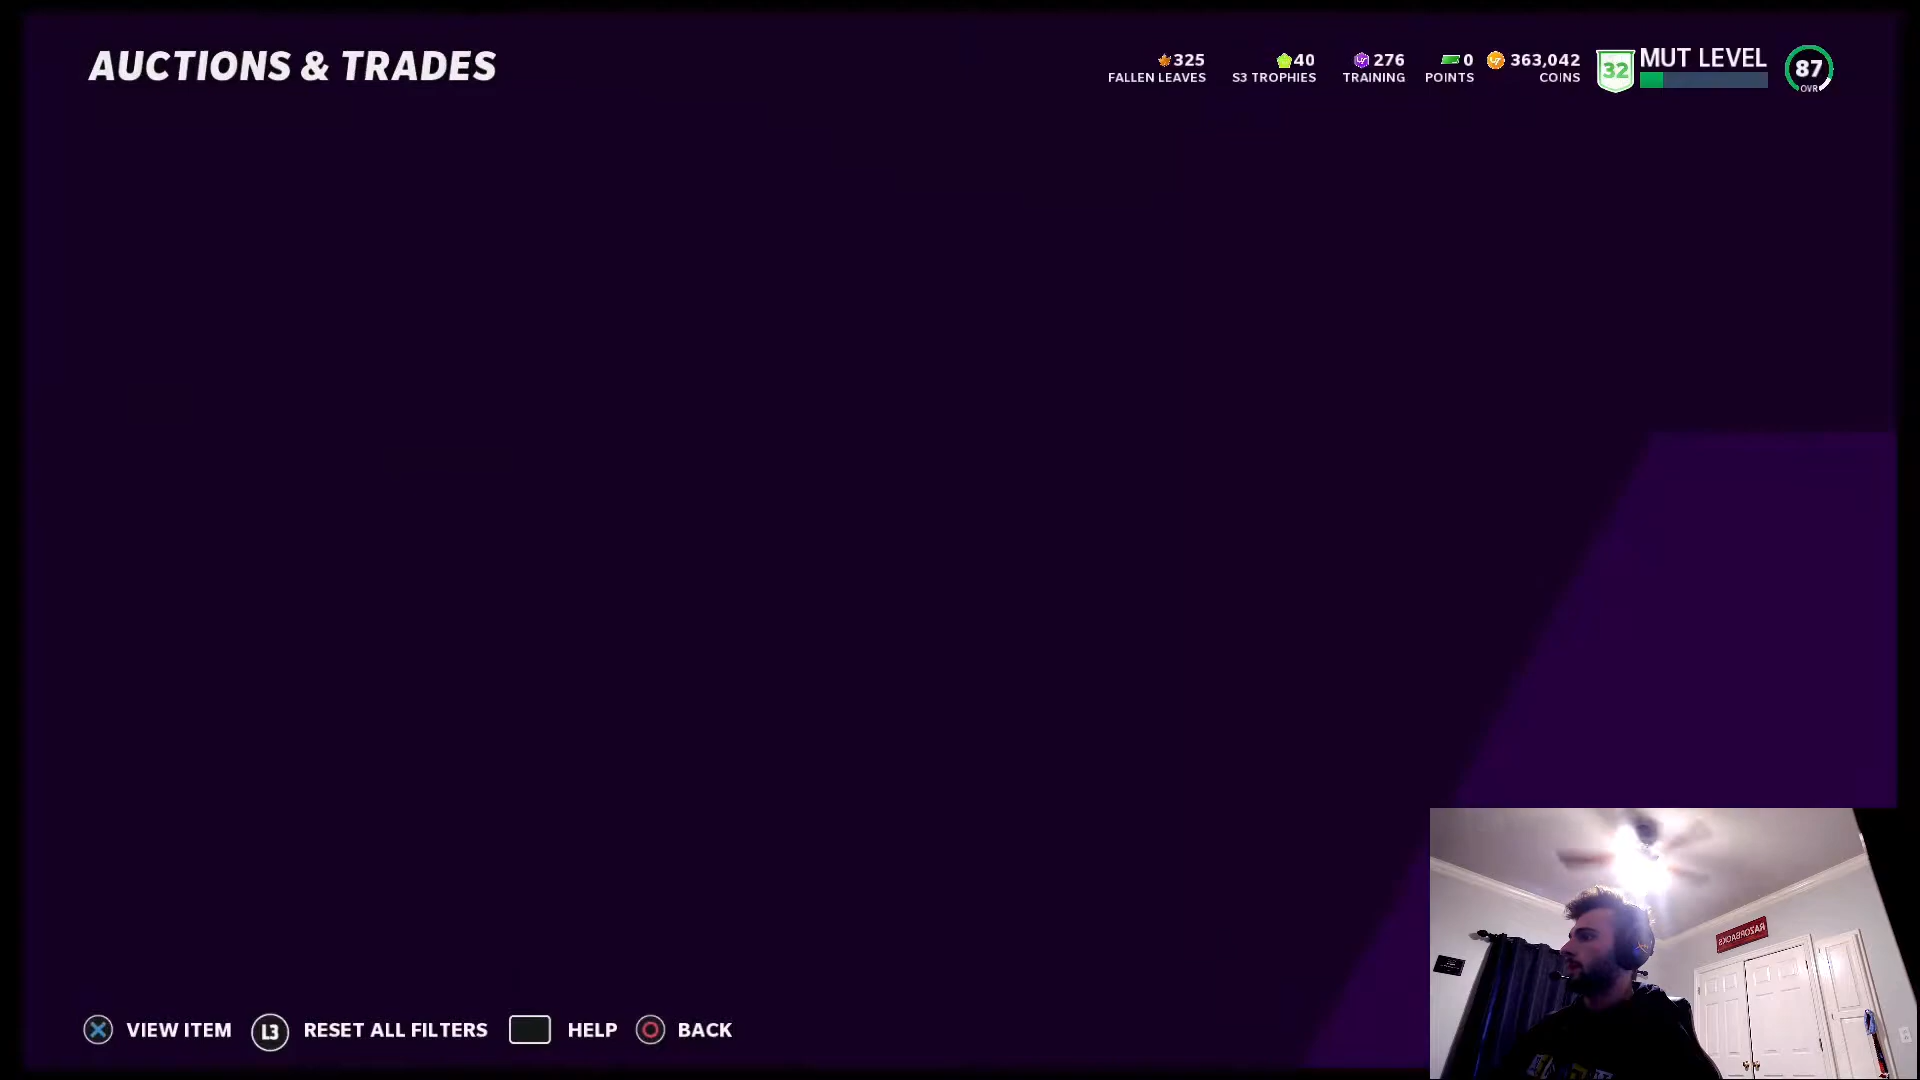 AUCTIONS & TRADES
325
FALLEN LEAVES
40
S3 TROPHIES
276
TRAINING
0
POINTS
363,042
COINS
32
MUT LEVEL
87
OVR
RAZORBACKS
VIEW ITEM
L3 RESET ALL FILTERS
HELP
BACK